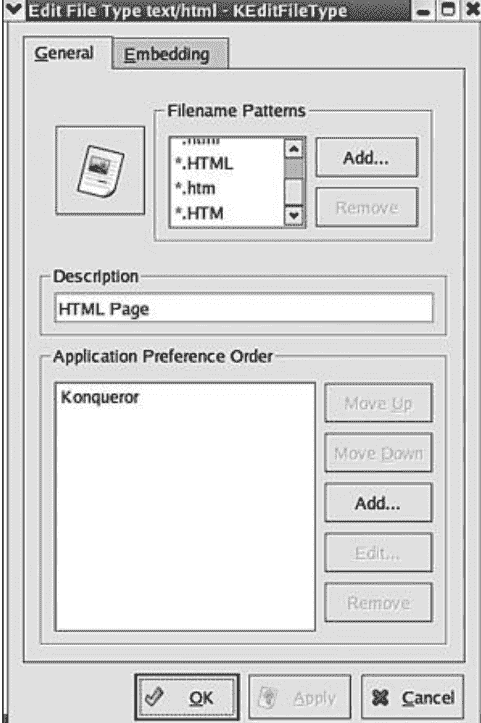 Edit File Type text/html - KEditFileType
General
Embedding
Filename Patterns
*.html
*.HTML
*.htm
*.HTM
Add...
Remove
Description
HTML Page
Application Preference Order
Konqueror
Move Up
Move Down
Add...
Edit...
Remove
OK
Apply
Cancel